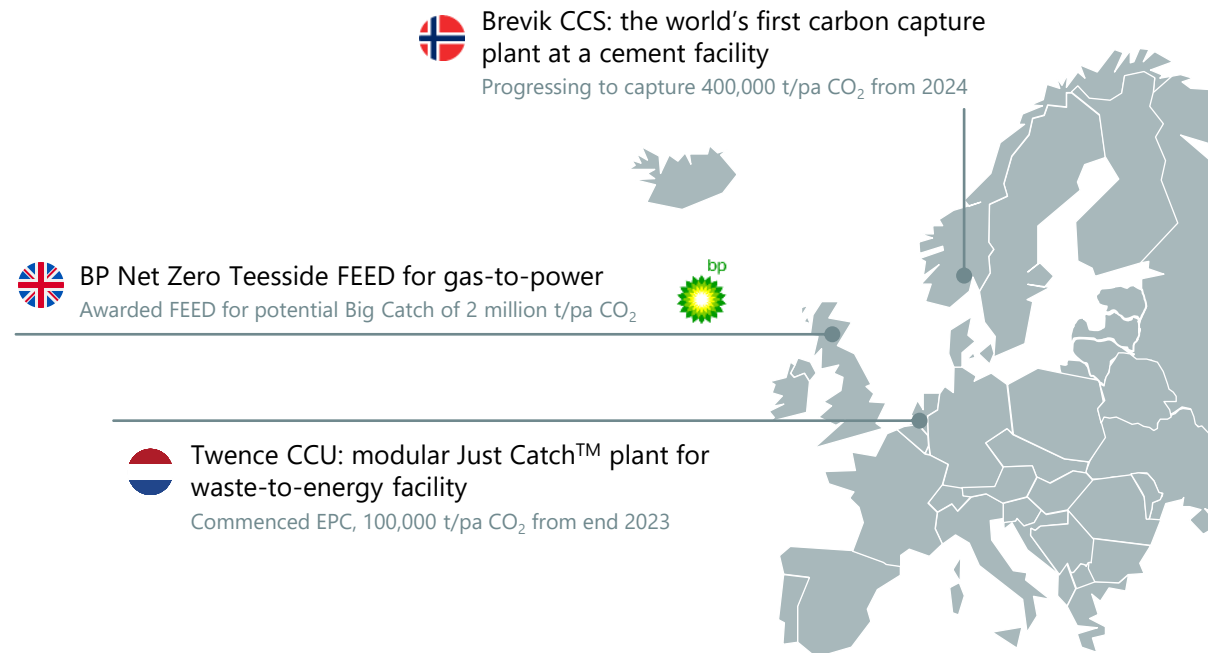 Brevik CCS: the world’s first carbon capture
plant at a cement facility
Progressing to capture 400,000 t/pa CO₂ from 2024
bp
BP Net Zero Teesside FEED for gas-to-power
Awarded FEED for potential Big Catch of 2 million t/pa CO₂
Twence CCU: modular Just Catch™ plant for
waste-to-energy facility
Commenced EPC, 100,000 t/pa CO₂ from end 2023